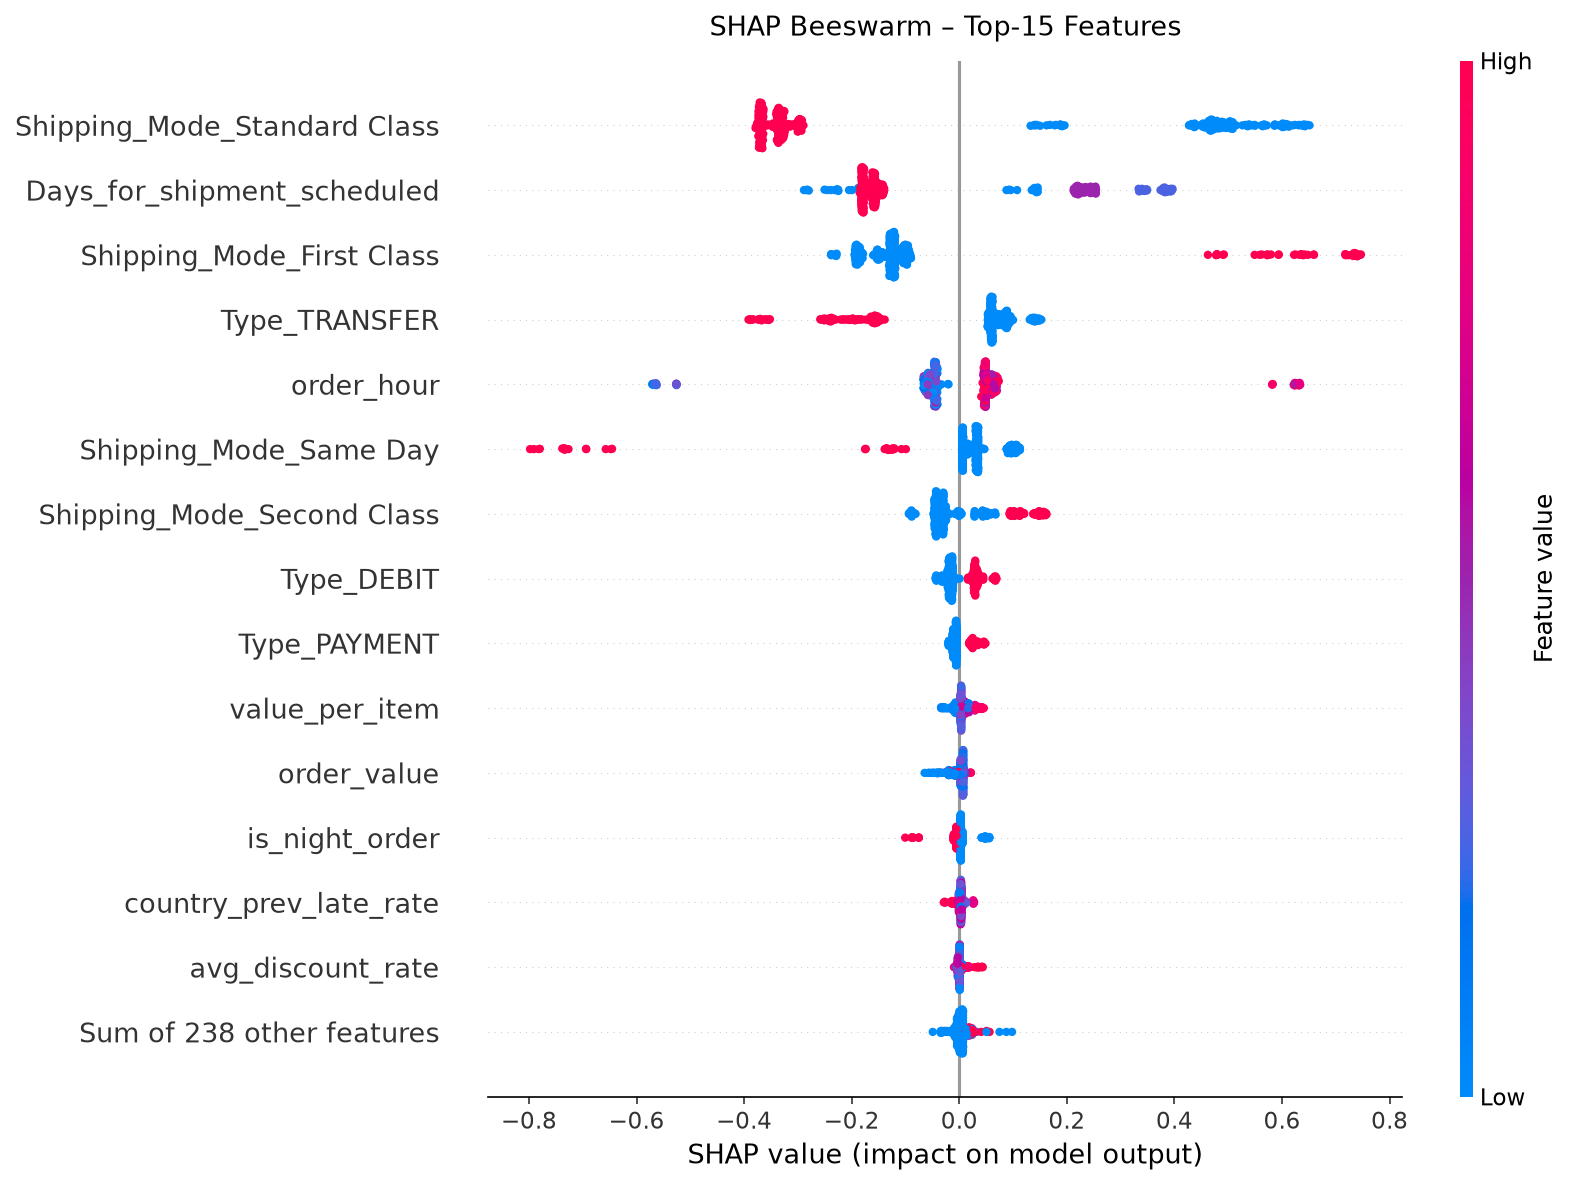 SHAP Beeswarm – Top-15 Features
High
Shipping_Mode_Standard Class
Days_for_shipment_scheduled
Shipping_Mode_First Class
Type_TRANSFER
order_hour
Shipping_Mode_Same Day
Shipping_Mode_Second Class
Type_DEBIT
Type_PAYMENT
value_per_item
order_value
is_night_order
country_prev_late_rate
avg_discount_rate
Sum of 238 other features
Feature value
Low
−0.8 −0.6 −0.4 −0.2 0.0 0.2 0.4 0.6 0.8
SHAP value (impact on model output)